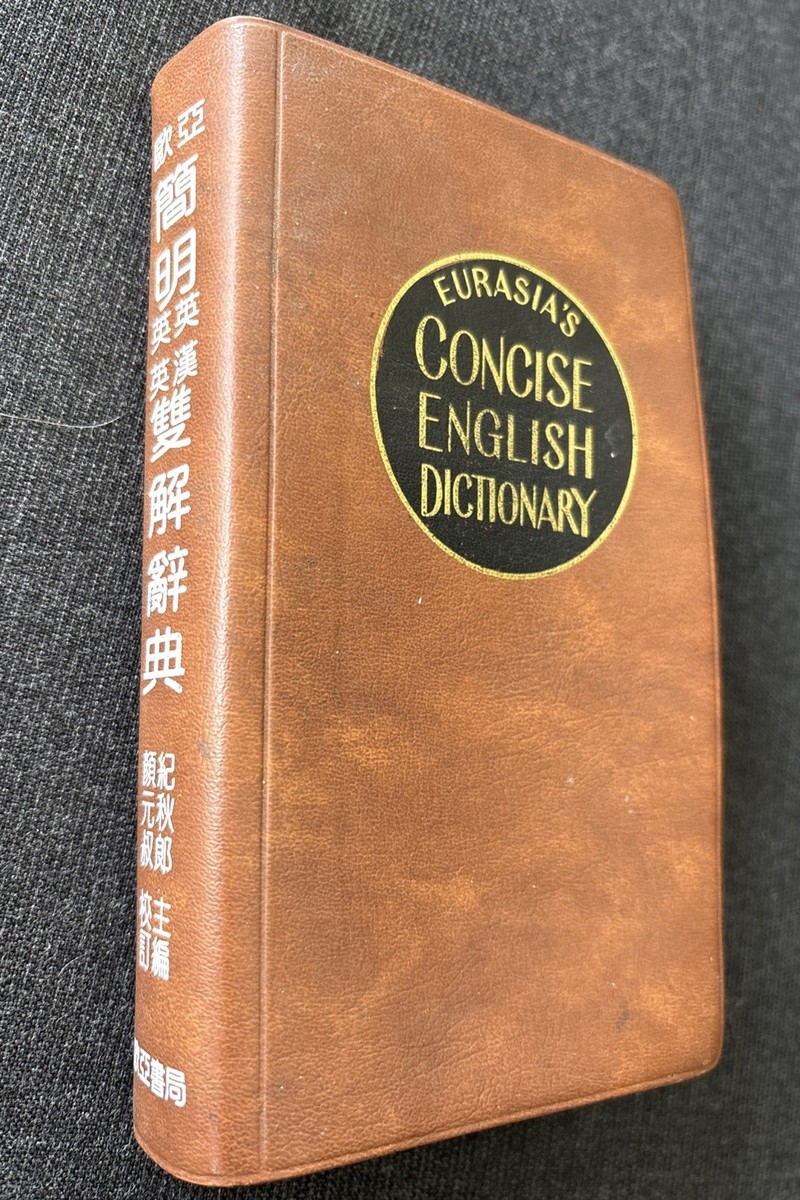 歐亞
簡明
英英
英漢
雙解辭典
紀秋郎 主編
顏元叔 校訂
歐亞書局
EURASIA'S
CONCISE
ENGLISH
DICTIONARY